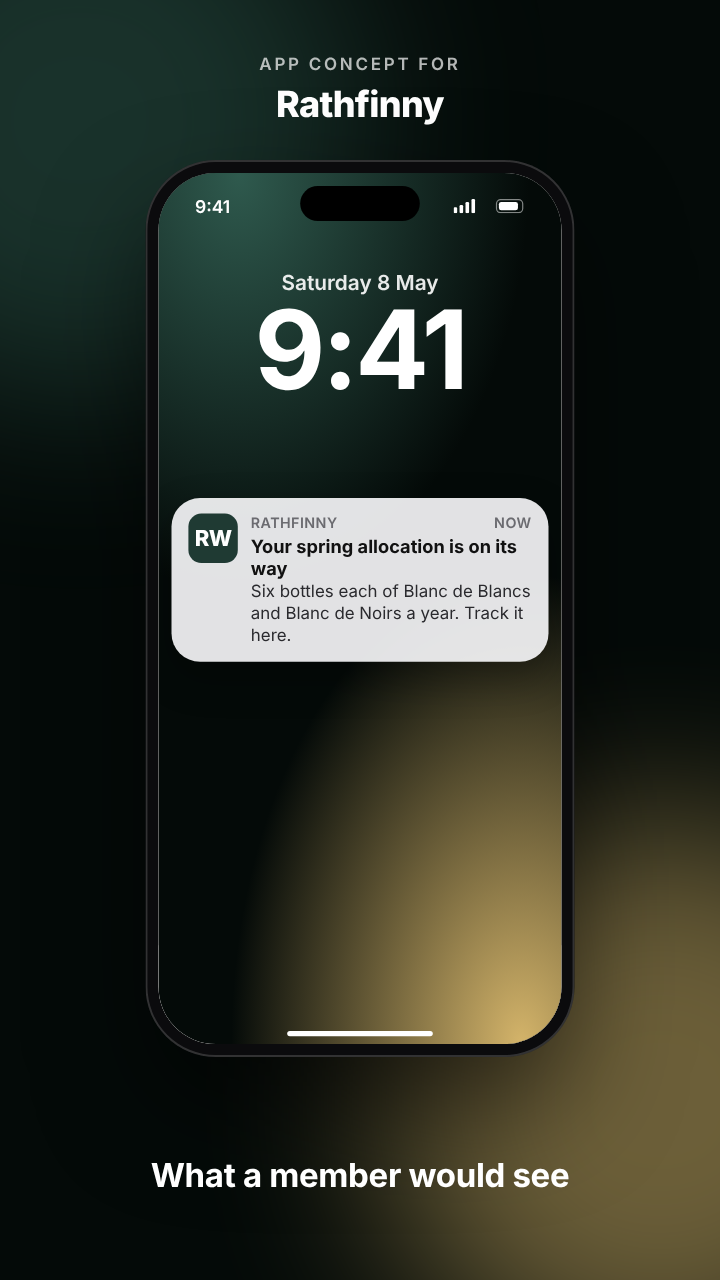 APP CONCEPT FOR
Rathfinny
9:41
Saturday 8 May
9:41
RW
RATHFINNY NOW
Your spring allocation is on its
way
Six bottles each of Blanc de Blancs
and Blanc de Noirs a year. Track it
here.
What a member would see